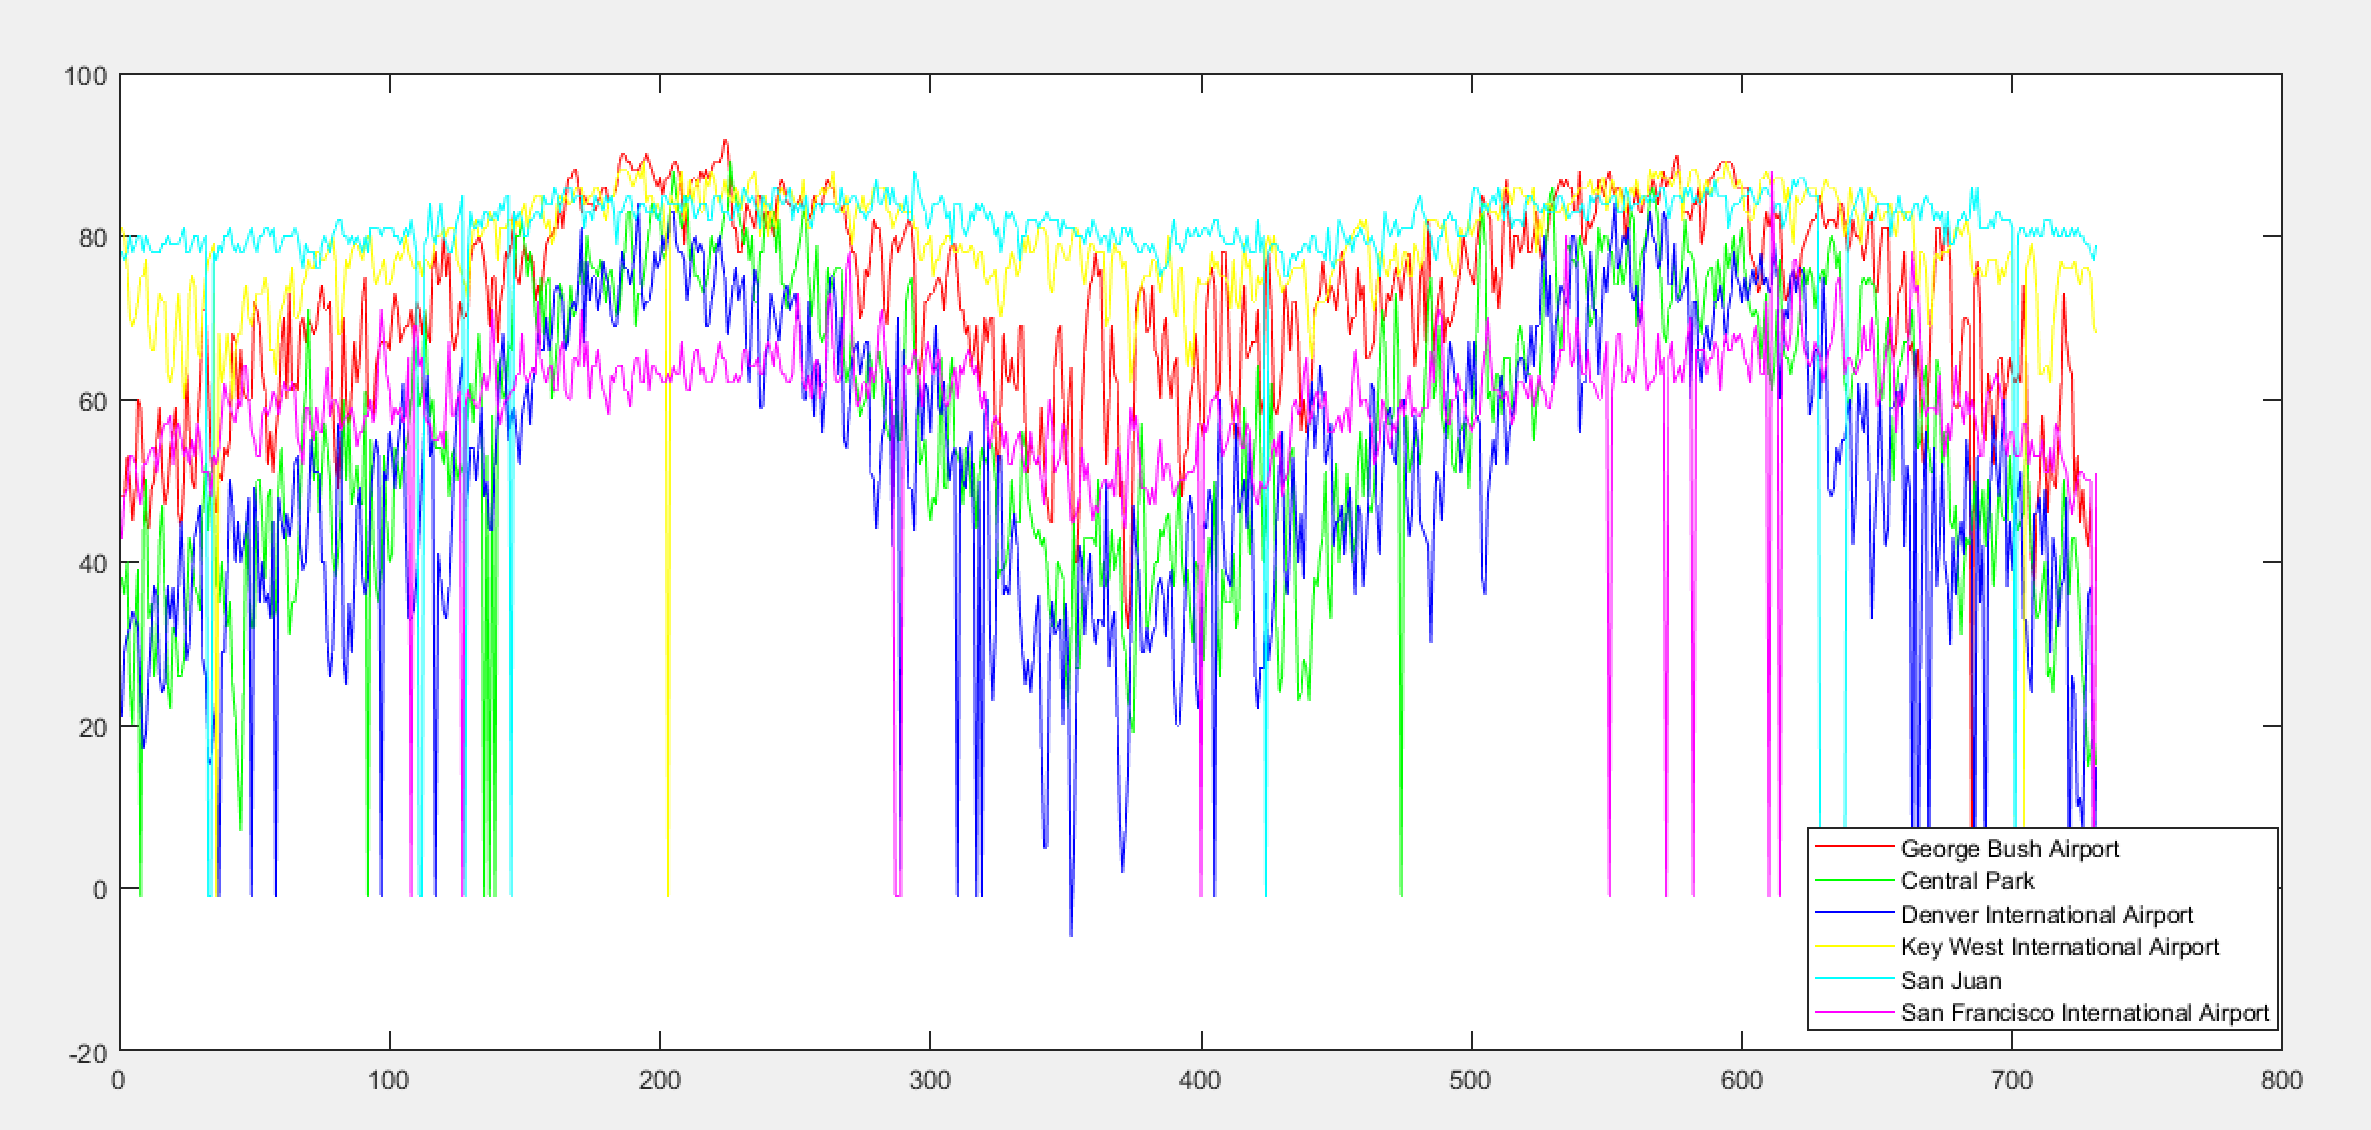 100
80
60
40
20
0
-20
0 100 200 300 400 500 600 700 800
George Bush Airport
Central Park
Denver International Airport
Key West International Airport
San Juan
San Francisco International Airport